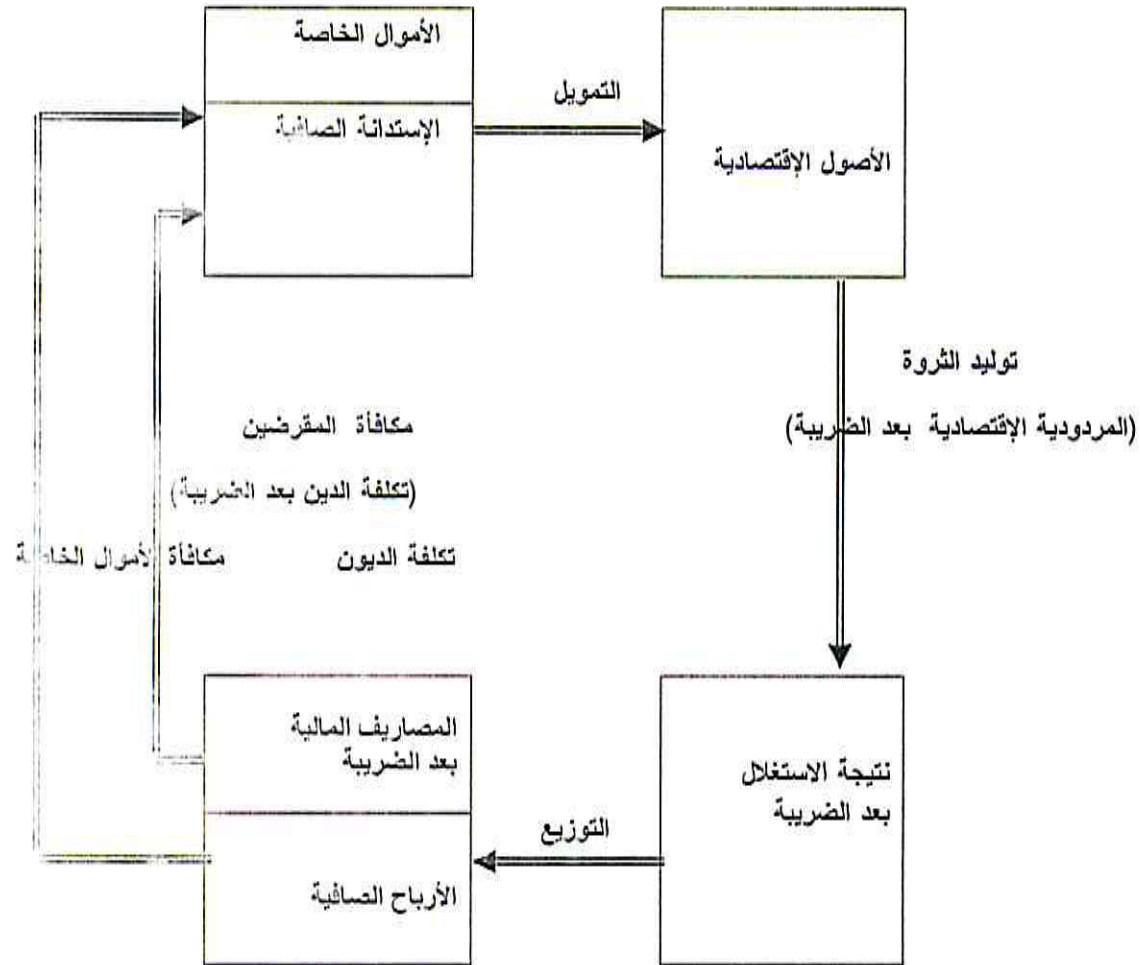 الأموال الخاصة
الإستدانة الصافية
التمويل
الأصول الإقتصادية
توليد الثروة
(المردودية الإقتصادية بعد الضريبة)
مكافأة المقرضين
(تكلفة الدين بعد الضريبة)
تكلفة الديون
مكافأة الأموال الخاصة
المصاريف المالية
بعد الضريبة
الأرباح الصافية
التوزيع
نتيجة الاستغلال
بعد الضريبة